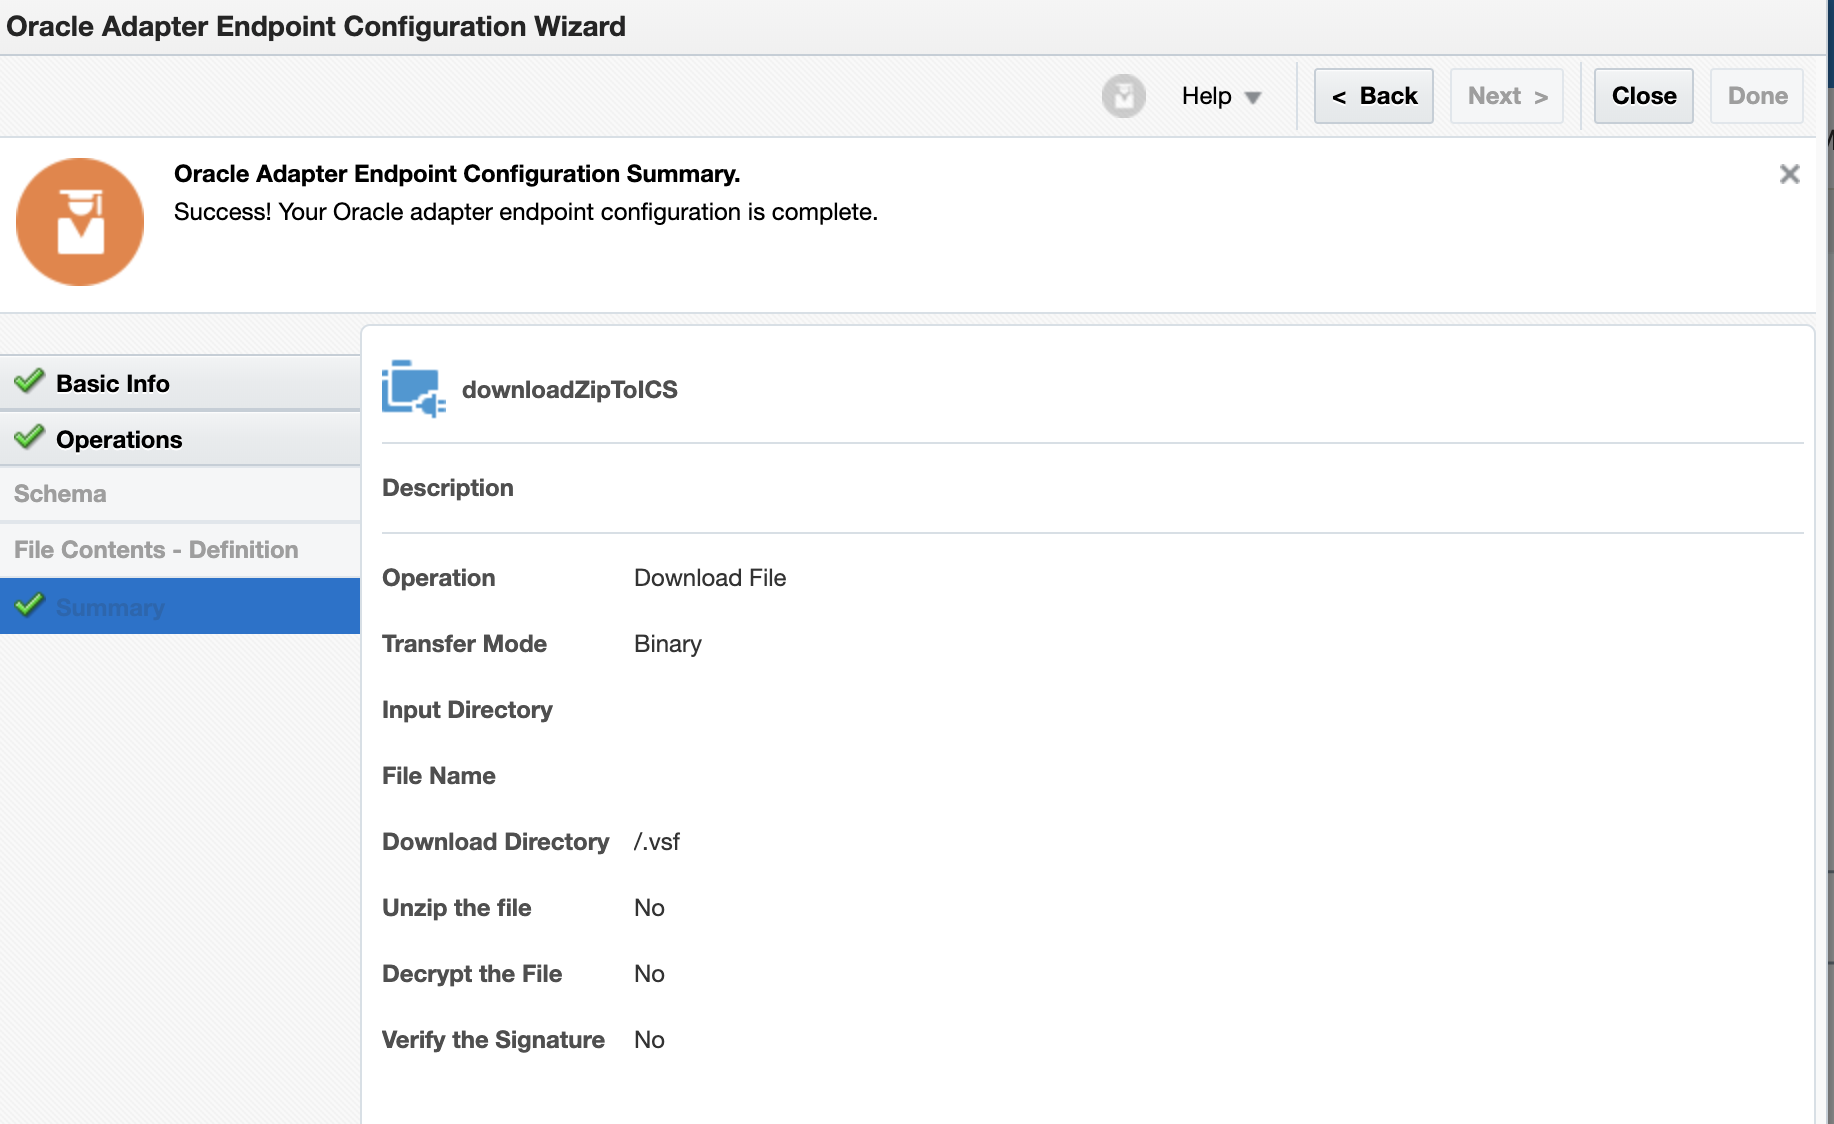 Oracle Adapter Endpoint Configuration Wizard
Help
< Back
Next >
Close
Done
Oracle Adapter Endpoint Configuration Summary.
Success! Your Oracle adapter endpoint configuration is complete.
Basic Info
Operations
Schema
File Contents - Definition
Summary
downloadZipToICS
Description
Operation Download File
Transfer Mode Binary
Input Directory
File Name
Download Directory /.vsf
Unzip the file No
Decrypt the File No
Verify the Signature No